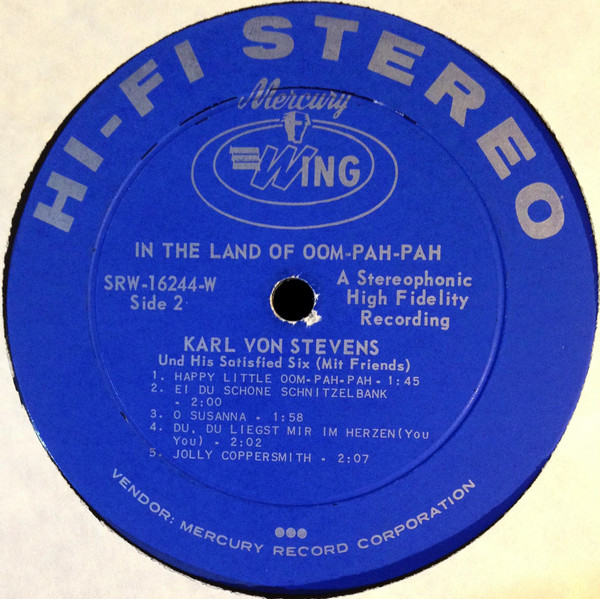 HI-FI STEREO
Mercury
WING
IN THE LAND OF OOM-PAH-PAH
SRW-16244-W
Side 2
A Stereophonic
High Fidelity
Recording
KARL VON STEVENS
Und His Satisfied Six (Mit Friends)
1. HAPPY LITTLE OOM-PAH-PAH - 1:45
2. EI DU SCHONE SCHNITZELBANK
- 2:00
3. O SUSANNA - 1:58
4. DU, DU LIEGST MIR IM HERZEN(You
You) - 2:02
5. JOLLY COPPERSMITH - 2:07
VENDOR: MERCURY RECORD CORPORATION